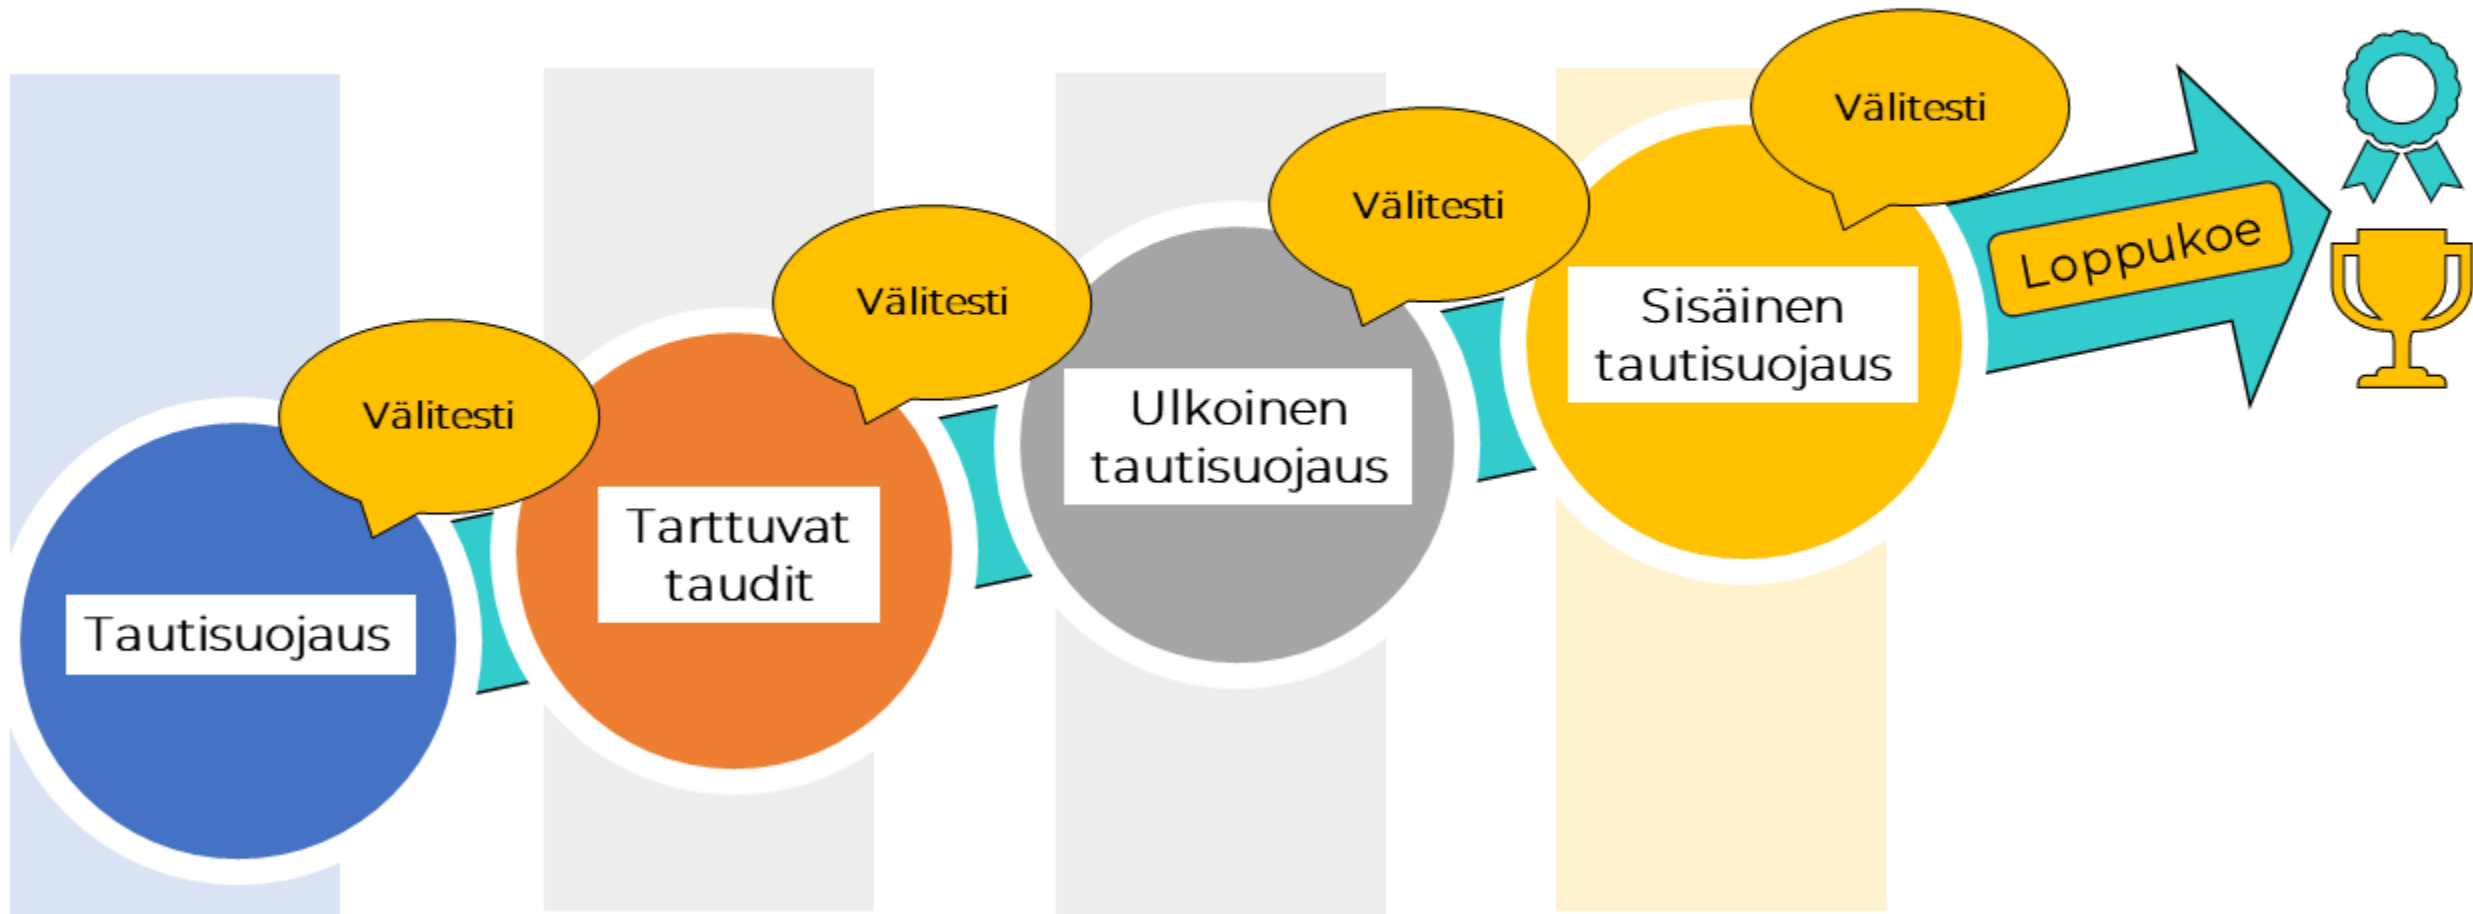 Tautisuojaus
Välitesti
Tarttuvat
taudit
Välitesti
Ulkoinen
tautisuojaus
Välitesti
Sisäinen
tautisuojaus
Välitesti
Loppukoe